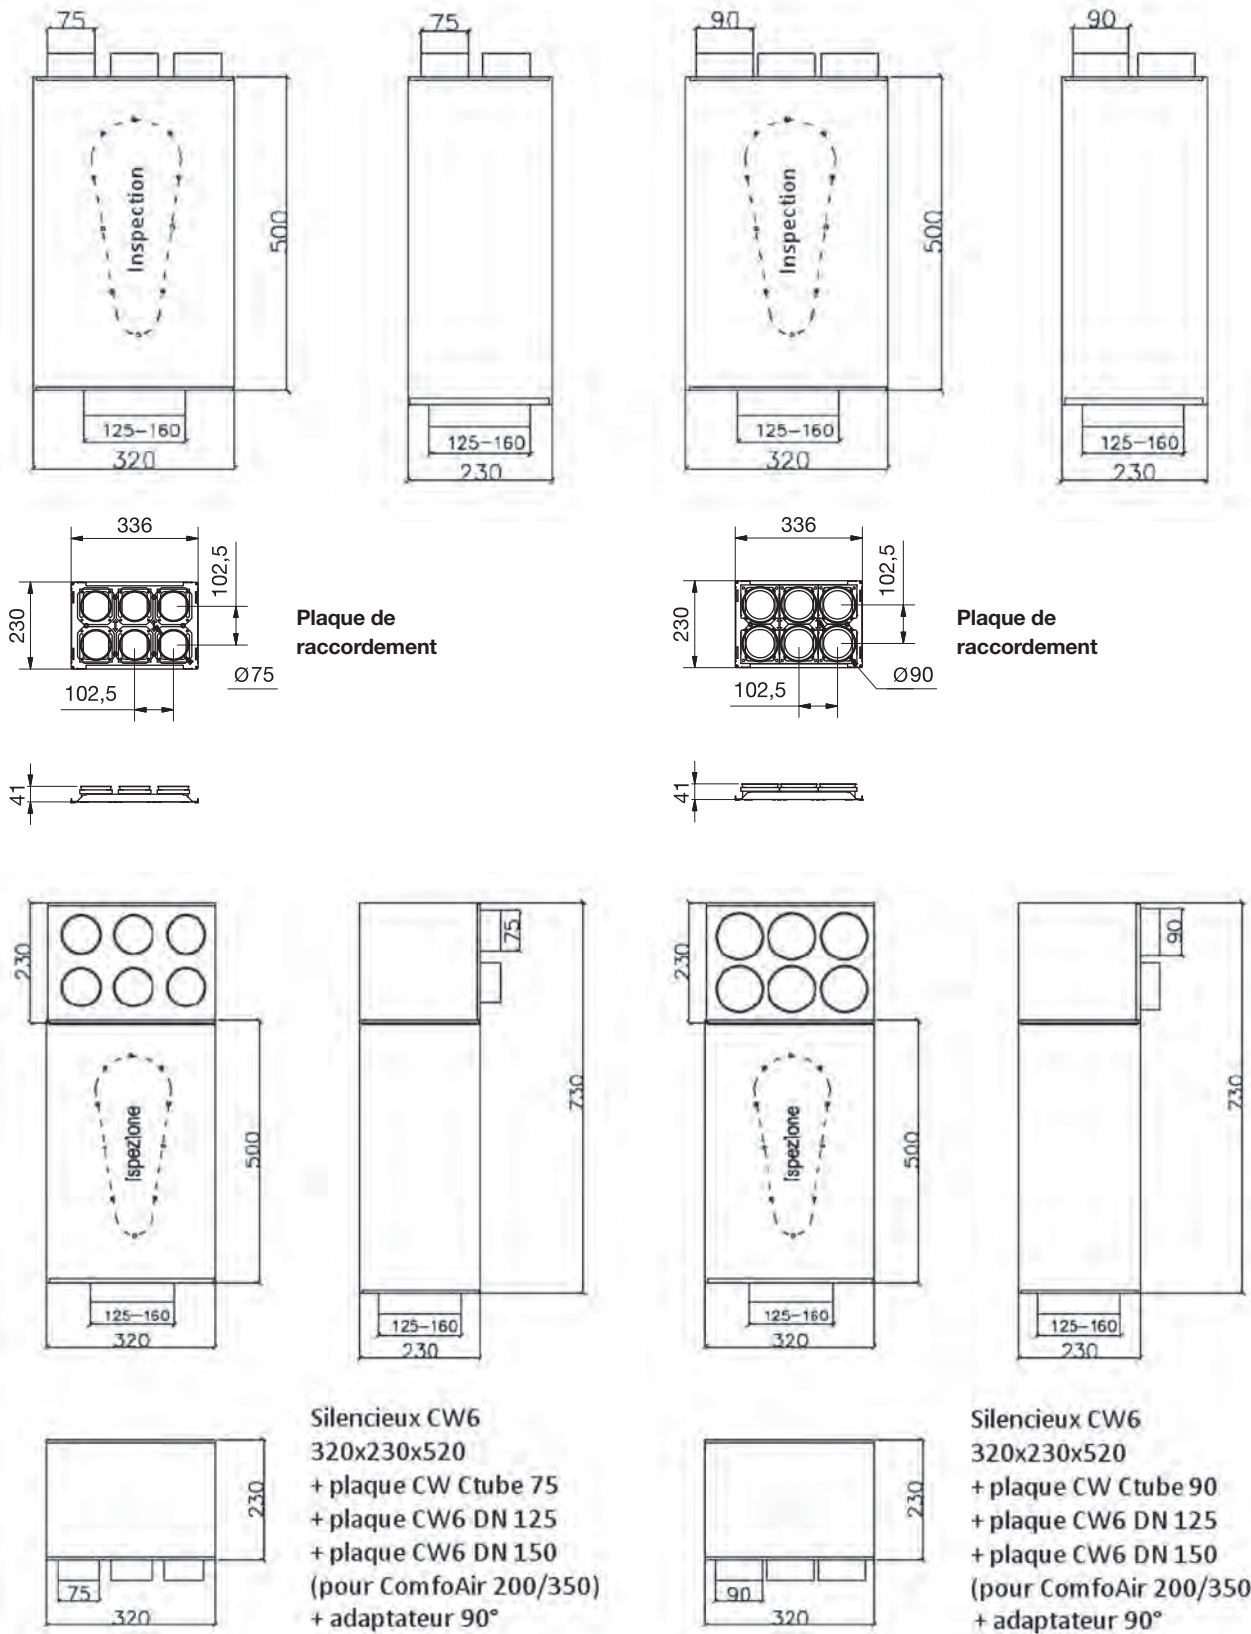 75
75
90
90
Inspection
500
Inspection
500
125–160
125–160
125–160
125–160
320
230
320
230
336
336
102,5
102,5
230
230
Plaque de
raccordement
Plaque de
raccordement
102,5
Ø75
102,5
Ø90
41
41
230
75
230
90
Ispezione
500
730
Ispezione
500
730
125–160
125–160
125–160
125–160
320
230
320
230
230
75
320
Silencieux CW6
320x230x520
+ plaque CW Ctube 75
+ plaque CW6 DN 125
+ plaque CW6 DN 150
(pour ComfoAir 200/350)
+ adaptateur 90°
230
90
320
Silencieux CW6
320x230x520
+ plaque CW Ctube 90
+ plaque CW6 DN 125
+ plaque CW6 DN 150
(pour ComfoAir 200/350
+ adaptateur 90°